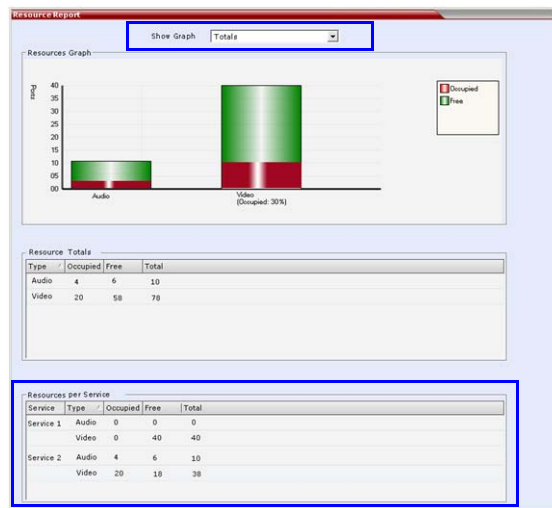 Resource Report
Show Graph Totals
Resources Graph
Ports
40
35
30
25
20
15
10
05
00
Audio
Video
(Occupied: 30%)
Occupied
Free
Resource Totals
Type Occupied Free Total
Audio 4 6 10
Video 20 58 78
Resources per Service
Service Type Occupied Free Total
Service 1 Audio 0 0 0
Video 0 40 40
Service 2 Audio 4 6 10
Video 20 18 38